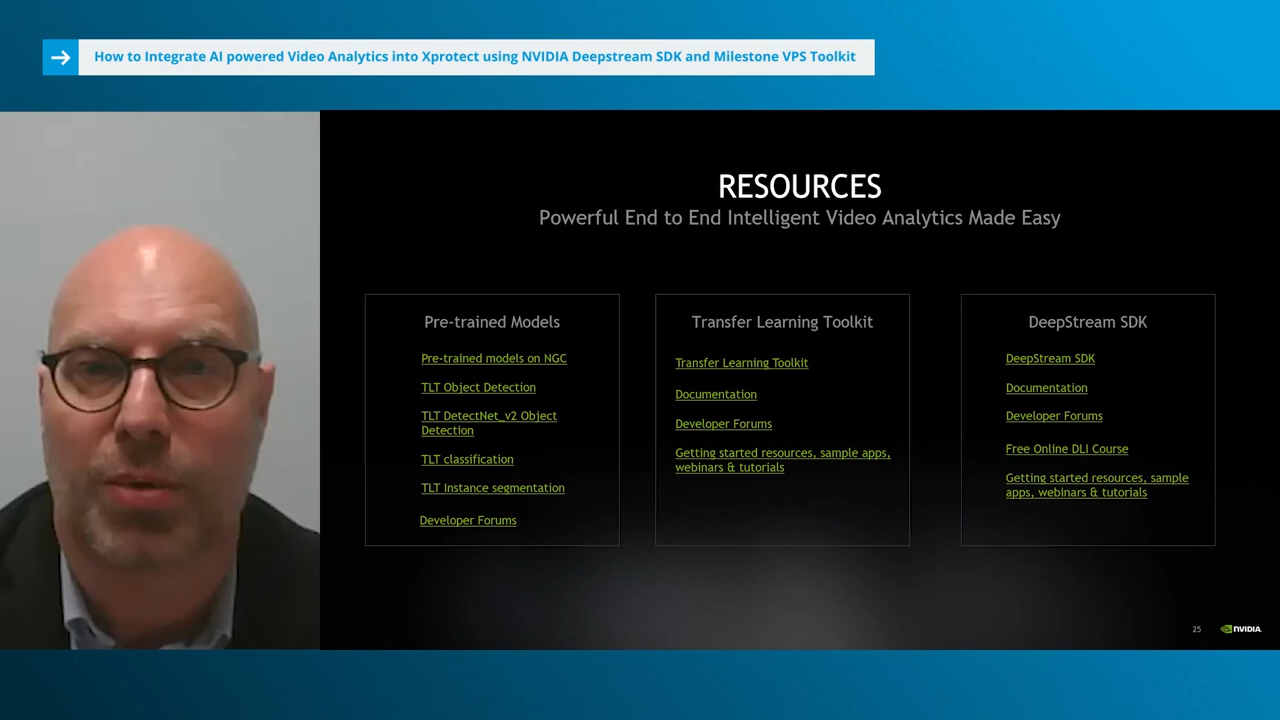 How to Integrate AI powered Video Analytics into Xprotect using NVIDIA Deepstream SDK and Milestone VPS Toolkit
RESOURCES
Powerful End to End Intelligent Video Analytics Made Easy
Pre-trained Models
Pre-trained models on NGC
TLT Object Detection
TLT DetectNet_v2 Object
Detection
TLT classification
TLT Instance segmentation
Developer Forums
Transfer Learning Toolkit
Transfer Learning Toolkit
Documentation
Developer Forums
Getting started resources, sample apps,
webinars & tutorials
DeepStream SDK
DeepStream SDK
Documentation
Developer Forums
Free Online DLI Course
Getting started resources, sample
apps, webinars & tutorials
25
NVIDIA.